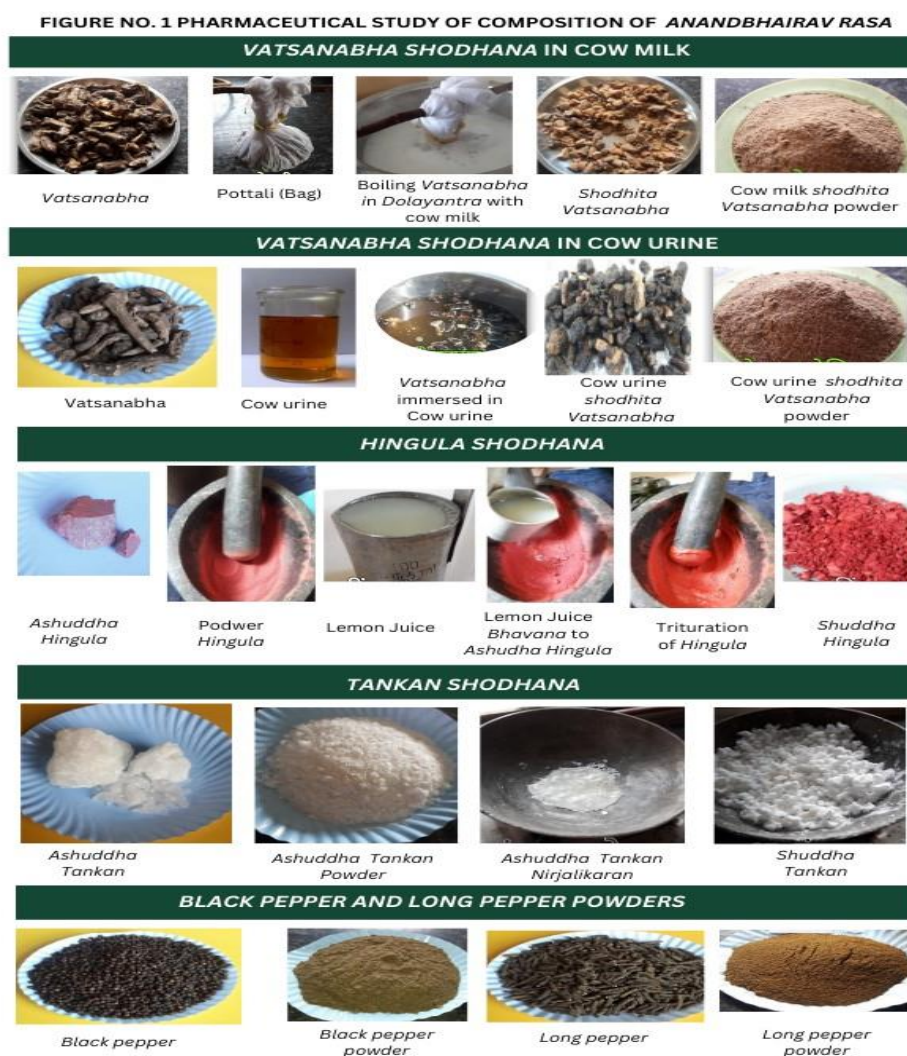 FIGURE NO. 1 PHARMACEUTICAL STUDY OF COMPOSITION OF ANANDBHAIRAV RASA
VATSANABHA SHODHANA IN COW MILK
Vatsanabha
Pottali (Bag)
Boiling Vatsanabha
in Dolayantra with
cow milk
Shodhita
Vatsanabha
Cow milk shodhita
Vatsanabha powder
VATSANABHA SHODHANA IN COW URINE
Vatsanabha
Cow urine
Vatsanabha
immersed in
Cow urine
Cow urine
shodhita
Vatsanabha
Cow urine shodhita
Vatsanabha
powder
HINGULA SHODHANA
Ashuddha
Hingula
Podwer
Hingula
Lemon Juice
Lemon Juice
Bhavana to
Ashudha Hingula
Trituration
of Hingula
Shuddha
Hingula
TANKAN SHODHANA
Ashuddha
Tankan
Ashuddha Tankan
Powder
Ashuddha Tankan
Nirjalikaran
Shuddha
Tankan
BLACK PEPPER AND LONG PEPPER POWDERS
Black pepper
Black pepper
powder
Long pepper
Long pepper
powder